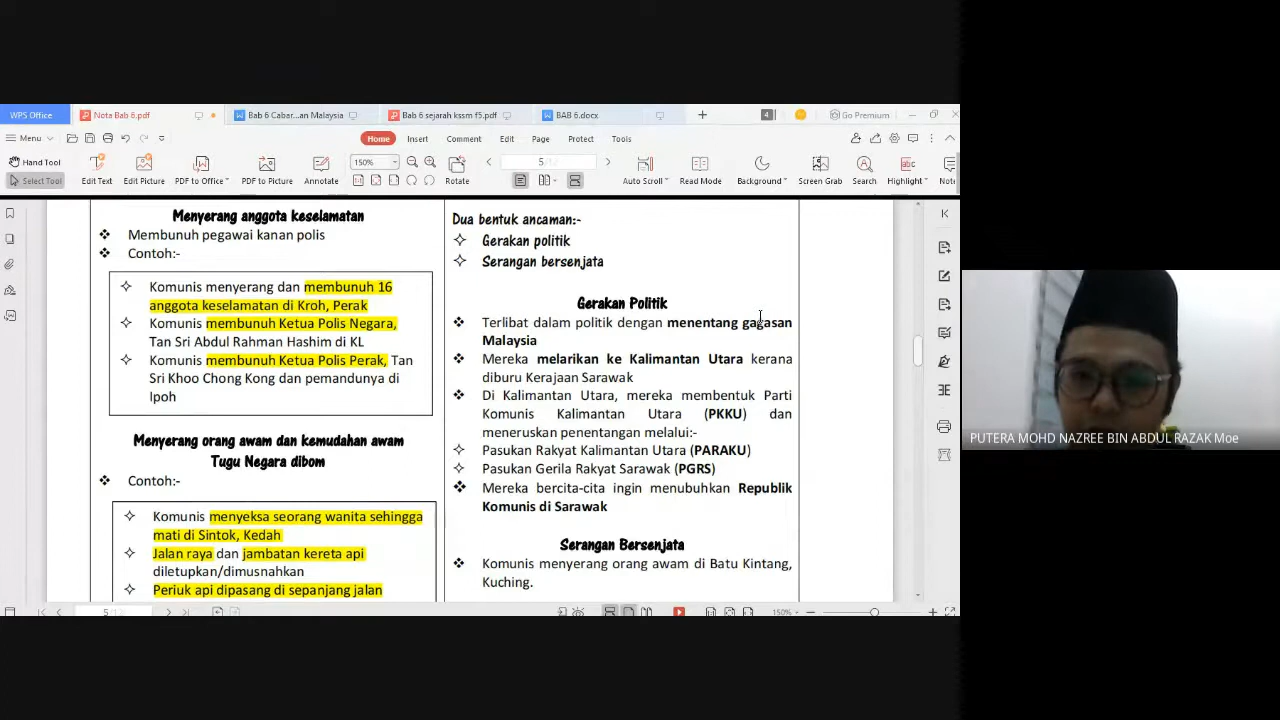 WPS Office
Nota Bab 6.pdf
Bab 6 Cabar...an Malaysia
Bab 6 sejarah kssm f5.pdf
BAB 6.docx
4
Go Premium
Menu
Home
Insert
Comment
Edit
Page
Protect
Tools
Hand Tool
Select Tool
Edit Text
Edit Picture
PDF to Office
PDF to Picture
Annotate
150%
Rotate
5
Auto Scroll
Read Mode
Background
Screen Grab
Search
Highlight
Menyerang anggota keselamatan
Membunuh pegawai kanan polis
Contoh:-
Komunis menyerang dan membunuh 16
anggota keselamatan di Kroh, Perak
Komunis membunuh Ketua Polis Negara,
Tan Sri Abdul Rahman Hashim di KL
Komunis membunuh Ketua Polis Perak, Tan
Sri Khoo Chong Kong dan pemandunya di
Ipoh
Menyerang orang awam dan kemudahan awam
Tugu Negara dibom
Contoh:-
Komunis menyeksa seorang wanita sehingga
mati di Sintok, Kedah
Jalan raya dan jambatan kereta api
diletupkan/dimusnahkan
Periuk api dipasang di sepanjang jalan
Dua bentuk ancaman:-
Gerakan politik
Serangan bersenjata
Gerakan Politik
Terlibat dalam politik dengan menentang gagasan
Malaysia
Mereka melarikan ke Kalimantan Utara kerana
diburu Kerajaan Sarawak
Di Kalimantan Utara, mereka membentuk Parti
Komunis Kalimantan Utara (PKKU) dan
meneruskan penentangan melalui:-
Pasukan Rakyat Kalimantan Utara (PARAKU)
Pasukan Gerila Rakyat Sarawak (PGRS)
Mereka bercita-cita ingin menubuhkan Republik
Komunis di Sarawak
Serangan Bersenjata
Komunis menyerang orang awam di Batu Kintang,
Kuching.
150%
PUTERA MOHD NAZREE BIN ABDUL RAZAK Moe